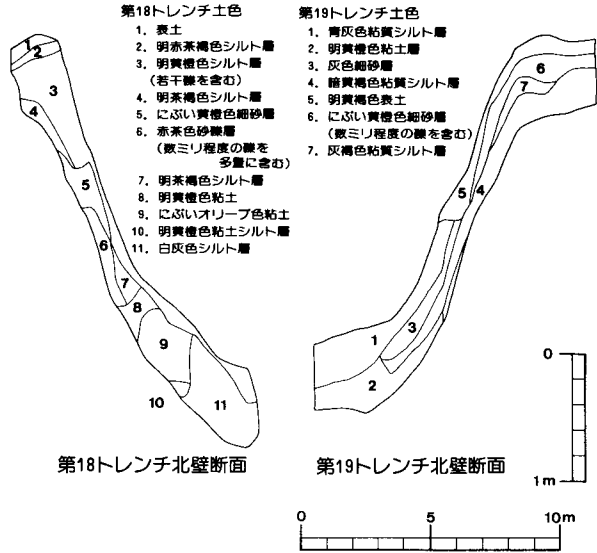 第18トレンチ土色
1. 表土
2. 明赤茶褐色シルト層
3. 明黄橙色シルト層
(若干礫を含む)
4. 明茶褐色シルト層
5. にぶい黄橙色細砂層
6. 赤茶色砂礫層
(数ミリ程度の礫を
多量に含む)
7. 明茶褐色シルト層
8. 明黄橙色粘土
9. にぶいオリーブ色粘土
10. 明黄橙色粘土シルト層
11. 白灰色シルト層
第19トレンチ土色
1. 青灰色粘質シルト層
2. 明黄橙色粘土層
3. 灰色細砂層
4. 暗黄褐色粘質シルト層
5. 明黄褐色表土
6. にぶい黄橙色細砂層
(数ミリ程度の礫を含む)
7. 灰褐色粘質シルト層
1
2
3
4
5
6
7
8
9
10
11
第18トレンチ北壁断面
6
7
5
4
3
1
2
第19トレンチ北壁断面
0
1m
0 5 10m